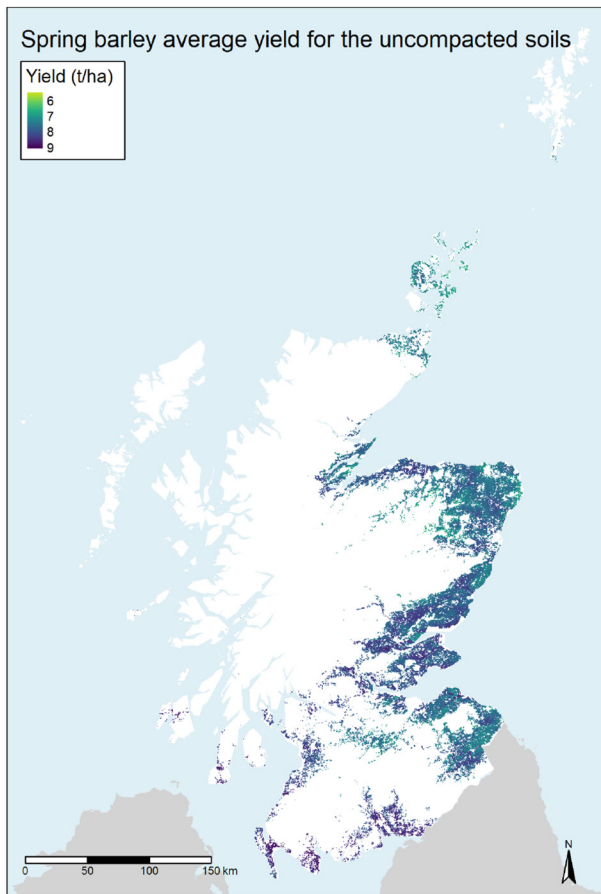 Spring barley average yield for the uncompacted soils
Yield (t/ha)
6
7
8
9
N
0 50 100 150 km